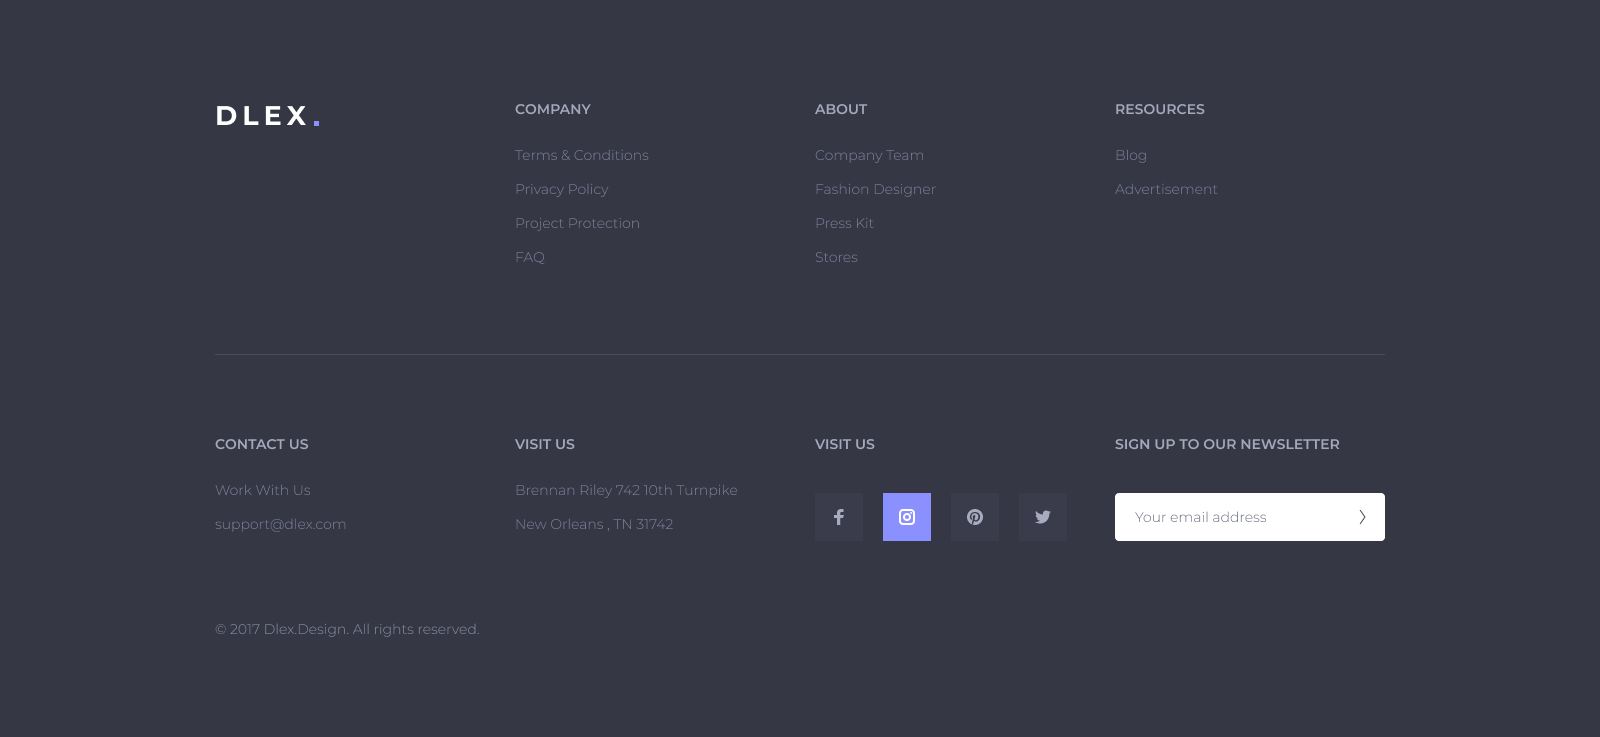 DLEX.
COMPANY
Terms & Conditions
Privacy Policy
Project Protection
FAQ
ABOUT
Company Team
Fashion Designer
Press Kit
Stores
RESOURCES
Blog
Advertisement
CONTACT US
Work With Us
support@dlex.com
VISIT US
Brennan Riley 742 10th Turnpike
New Orleans , TN 31742
VISIT US
SIGN UP TO OUR NEWSLETTER
Your email address
© 2017 Dlex.Design. All rights reserved.